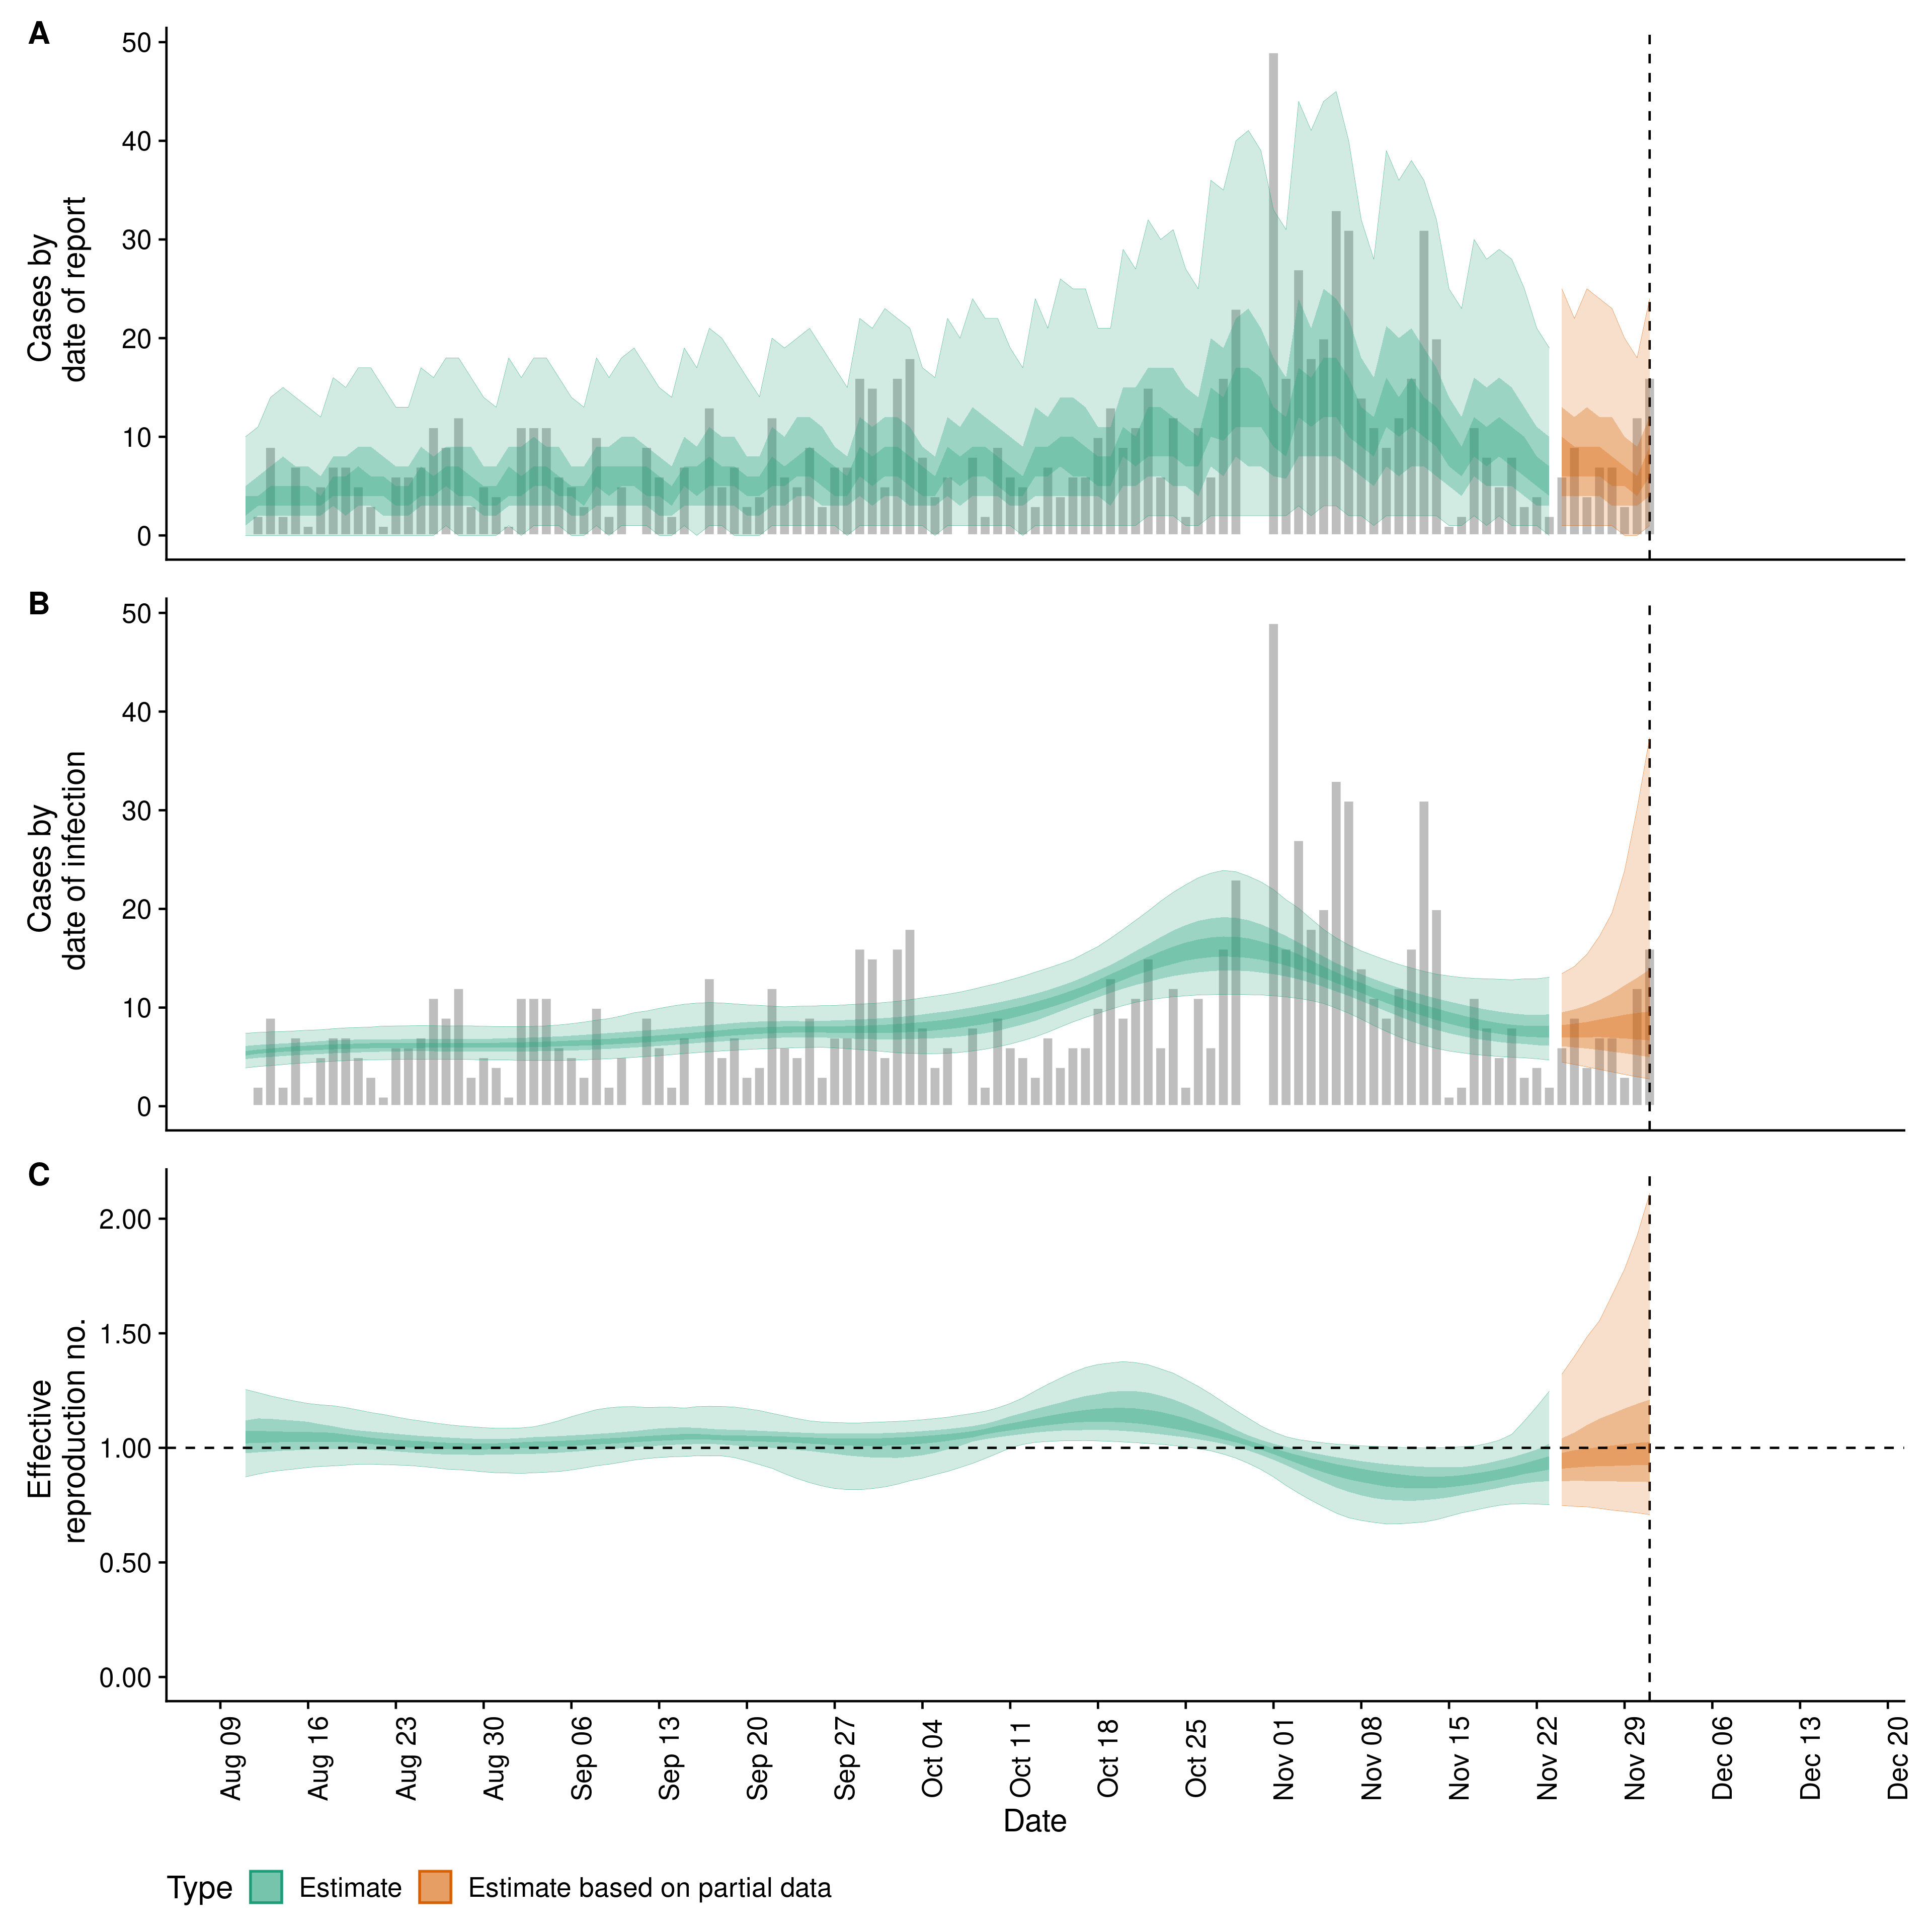 A
50
40
30
20
10
0
Cases by
date of report
B
50
40
30
20
10
0
Cases by
date of infection
C
2.00
1.50
1.00
0.50
0.00
Effective
reproduction no.
Aug 09
Aug 16
Aug 23
Aug 30
Sep 06
Sep 13
Sep 20
Sep 27
Oct 04
Oct 11
Oct 18
Oct 25
Nov 01
Nov 08
Nov 15
Nov 22
Nov 29
Dec 06
Dec 13
Dec 20
Date
Type Estimate Estimate based on partial data